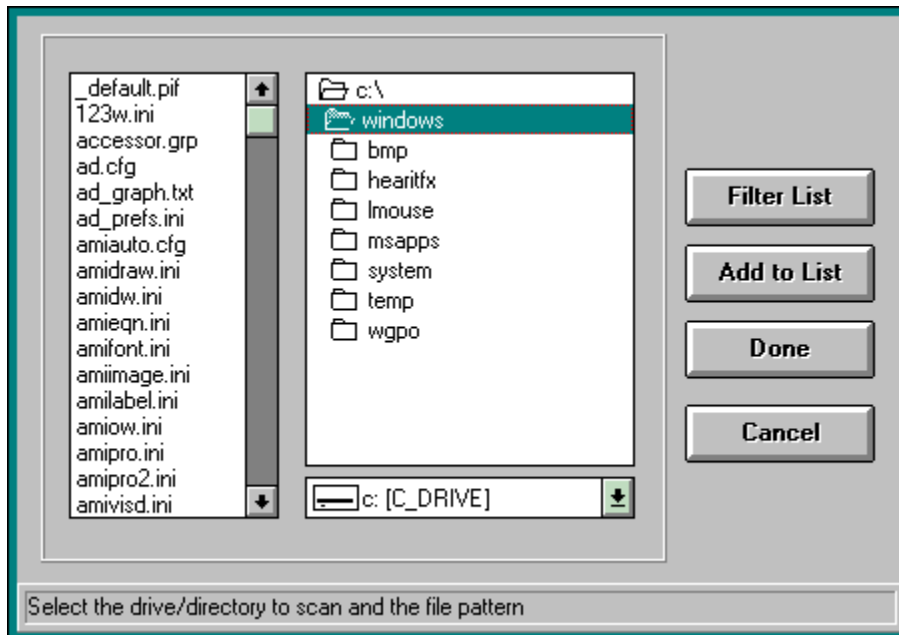 _default.pif
123w.ini
accessor.grp
ad.cfg
ad_graph.txt
ad_prefs.ini
amiauto.cfg
amidraw.ini
amidw.ini
amieqn.ini
amifont.ini
amiimage.ini
amilabel.ini
amiow.ini
amipro.ini
amipro2.ini
amivisd.ini
c:\
windows
bmp
hearitfx
lmouse
msapps
system
temp
wgpo
c: [C_DRIVE]
Filter List
Add to List
Done
Cancel
Select the drive/directory to scan and the file pattern